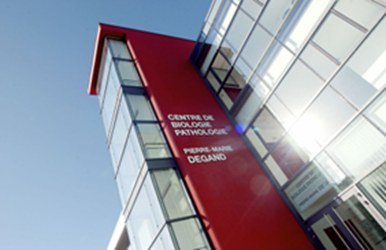 CENTRE DE
BIOLOGIE
PATHOLOGIE
PIERRE-MARIE
DEGAND